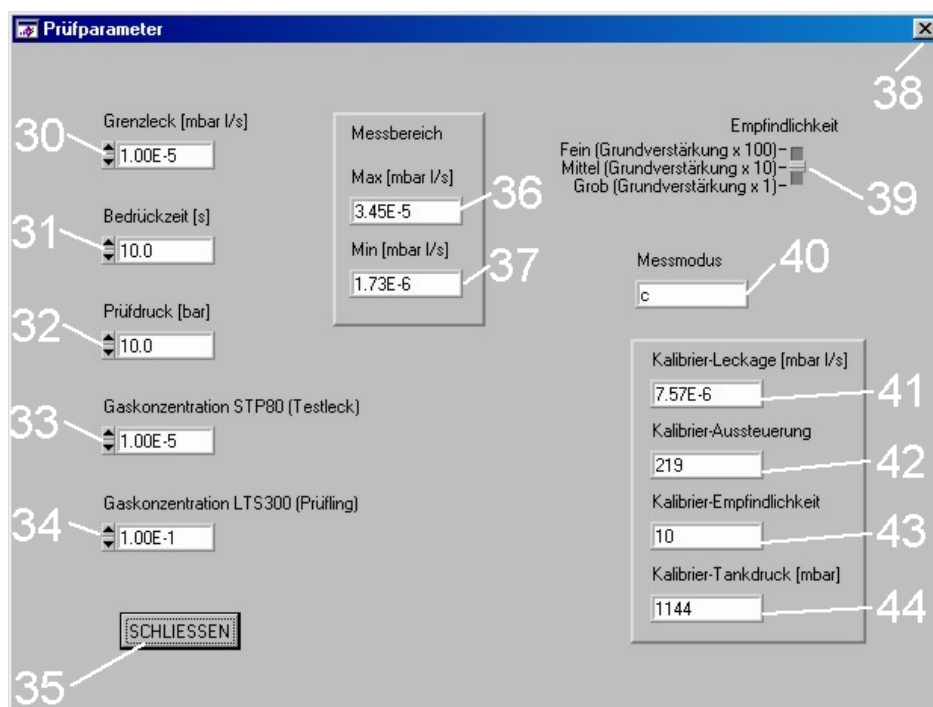 Prüfparameter
38
30
Grenzleck [mbar l/s]
1.00E-5
31
Bedrückzeit [s]
10.0
32
Prüfdruck [bar]
10.0
33
Gaskonzentration STP80 (Testleck)
1.00E-5
34
Gaskonzentration LTS300 (Prüfling)
1.00E-1
SCHLIESSEN
35
Messbereich
Max [mbar l/s]
3.45E-5
36
Min [mbar l/s]
1.73E-6
37
Empfindlichkeit
Fein (Grundverstärkung x 100)
Mittel (Grundverstärkung x 10)
Grob (Grundverstärkung x 1)
39
Messmodus
c
40
Kalibrier-Leckage [mbar l/s]
7.57E-6
41
Kalibrier-Aussteuerung
219
42
Kalibrier-Empfindlichkeit
10
43
Kalibrier-Tankdruck [mbar]
1144
44